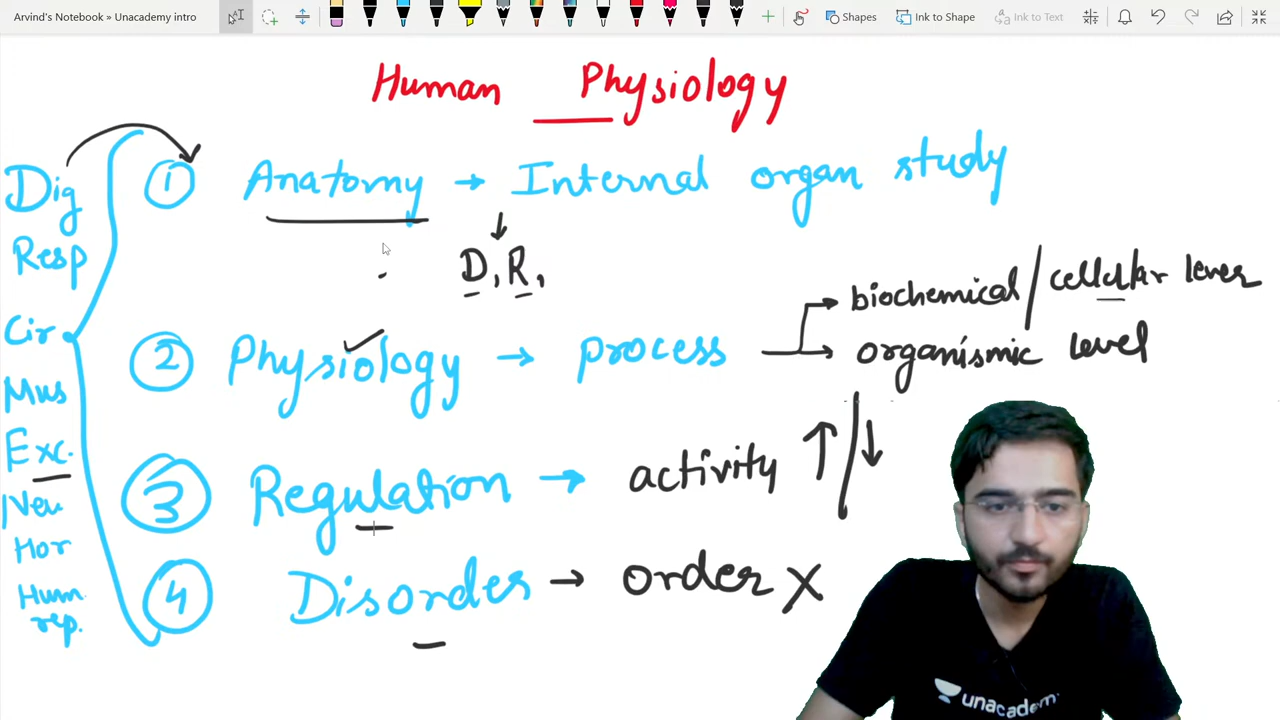 Arvind's Notebook » Unacademy intro
Shapes
Ink to Shape
Ink to Text
Human Physiology
Dig
Resp
Cir
Mus
Exc.
Neu
Hor
Hum
rep.
① Anatomy → Internal organ study
↓
D, R,
② Physiology → process
→ biochemical / cellular level
→ organismic level
③ Regulation → activity ↑ / ↓
④ Disorder → order X
unacademy